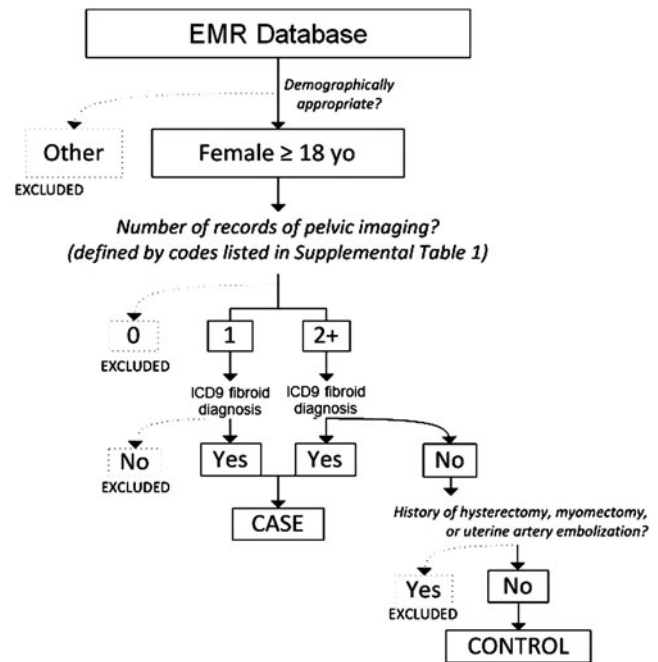 EMR Database
Demographically
appropriate?
Other
EXCLUDED
Female ≥ 18 yo
Number of records of pelvic imaging?
(defined by codes listed in Supplemental Table 1)
0
EXCLUDED
1
2+
ICD9 fibroid
diagnosis
ICD9 fibroid
diagnosis
No
EXCLUDED
Yes
Yes
No
CASE
History of hysterectomy, myomectomy,
or uterine artery embolization?
Yes
EXCLUDED
No
CONTROL